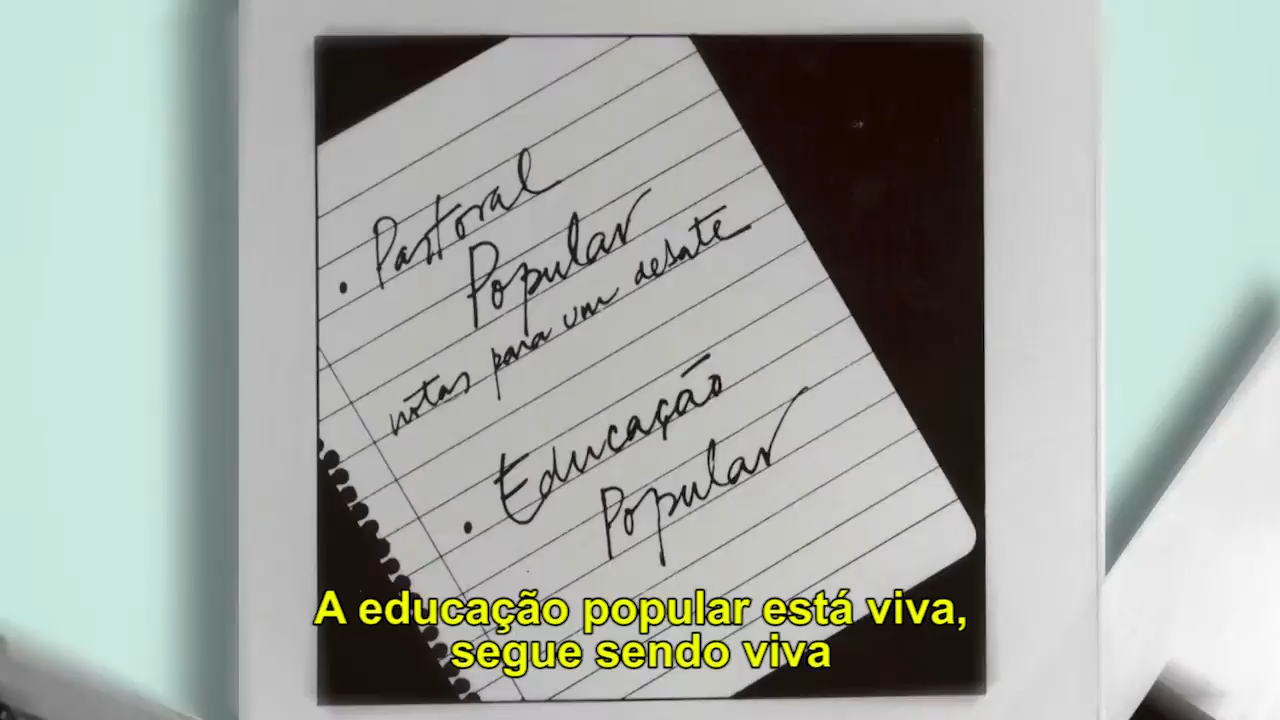 . Pastoral
Popular
notas para um debate
. Educação
Popular
A educação popular está viva,
segue sendo viva